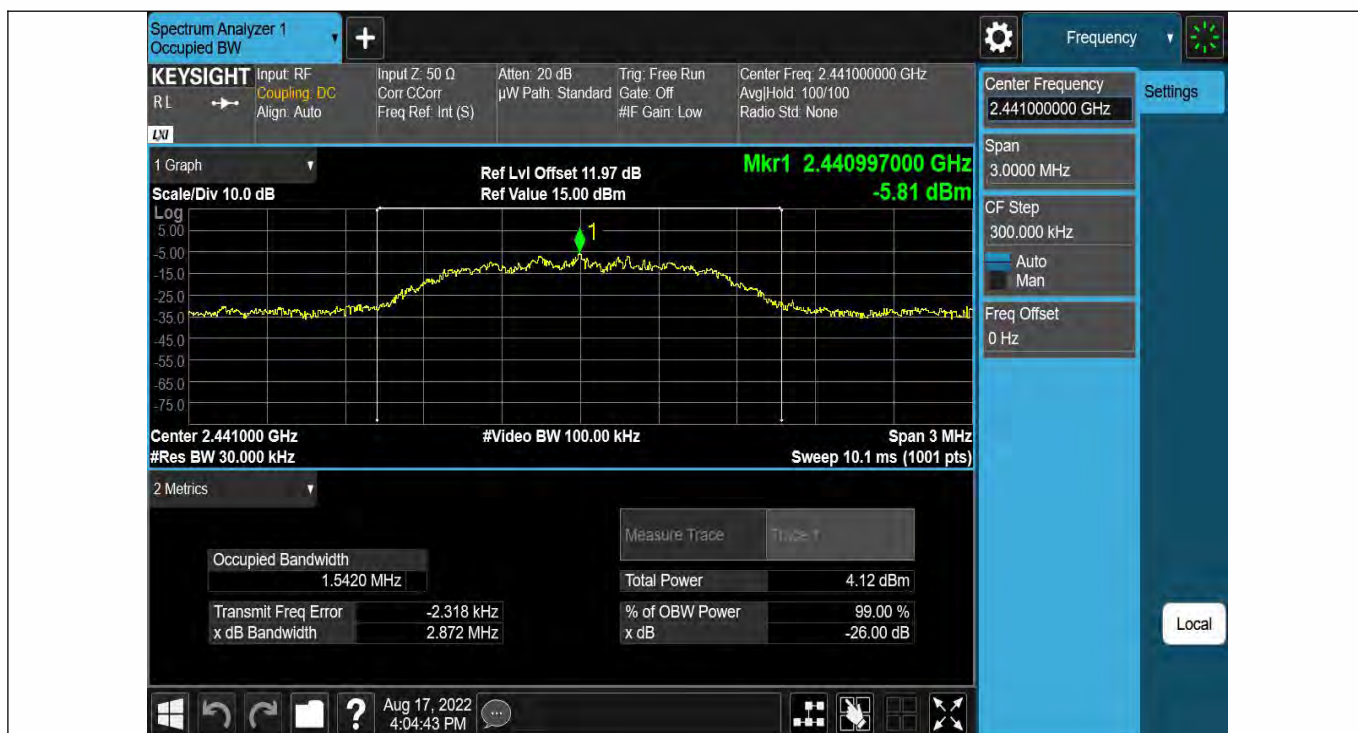 Spectrum Analyzer 1
Occupied BW
Frequency
KEYSIGHT
R L
LXI
Input: RF
Coupling: DC
Align: Auto
Input Z: 50 Ω
Corr CCorr
Freq Ref: Int (S)
Atten: 20 dB
µW Path: Standard
Trig: Free Run
Gate: Off
#IF Gain: Low
Center Freq: 2.441000000 GHz
Avg|Hold: 100/100
Radio Std: None
Center Frequency
2.441000000 GHz
Settings
Span
3.0000 MHz
CF Step
300.000 kHz
Auto
Man
Freq Offset
0 Hz
1 Graph
Scale/Div 10.0 dB
Ref Lvl Offset 11.97 dB
Ref Value 15.00 dBm
Mkr1 2.440997000 GHz
-5.81 dBm
Log
5.00
-5.00
-15.0
-25.0
-35.0
-45.0
-55.0
-65.0
-75.0
1
Center 2.441000 GHz
#Res BW 30.000 kHz
#Video BW 100.00 kHz
Span 3 MHz
Sweep 10.1 ms (1001 pts)
2 Metrics
Measure Trace
Trace 1
Occupied Bandwidth
1.5420 MHz
Total Power 4.12 dBm
Transmit Freq Error -2.318 kHz
% of OBW Power 99.00 %
x dB Bandwidth 2.872 MHz
x dB -26.00 dB
Local
?
Aug 17, 2022
4:04:43 PM